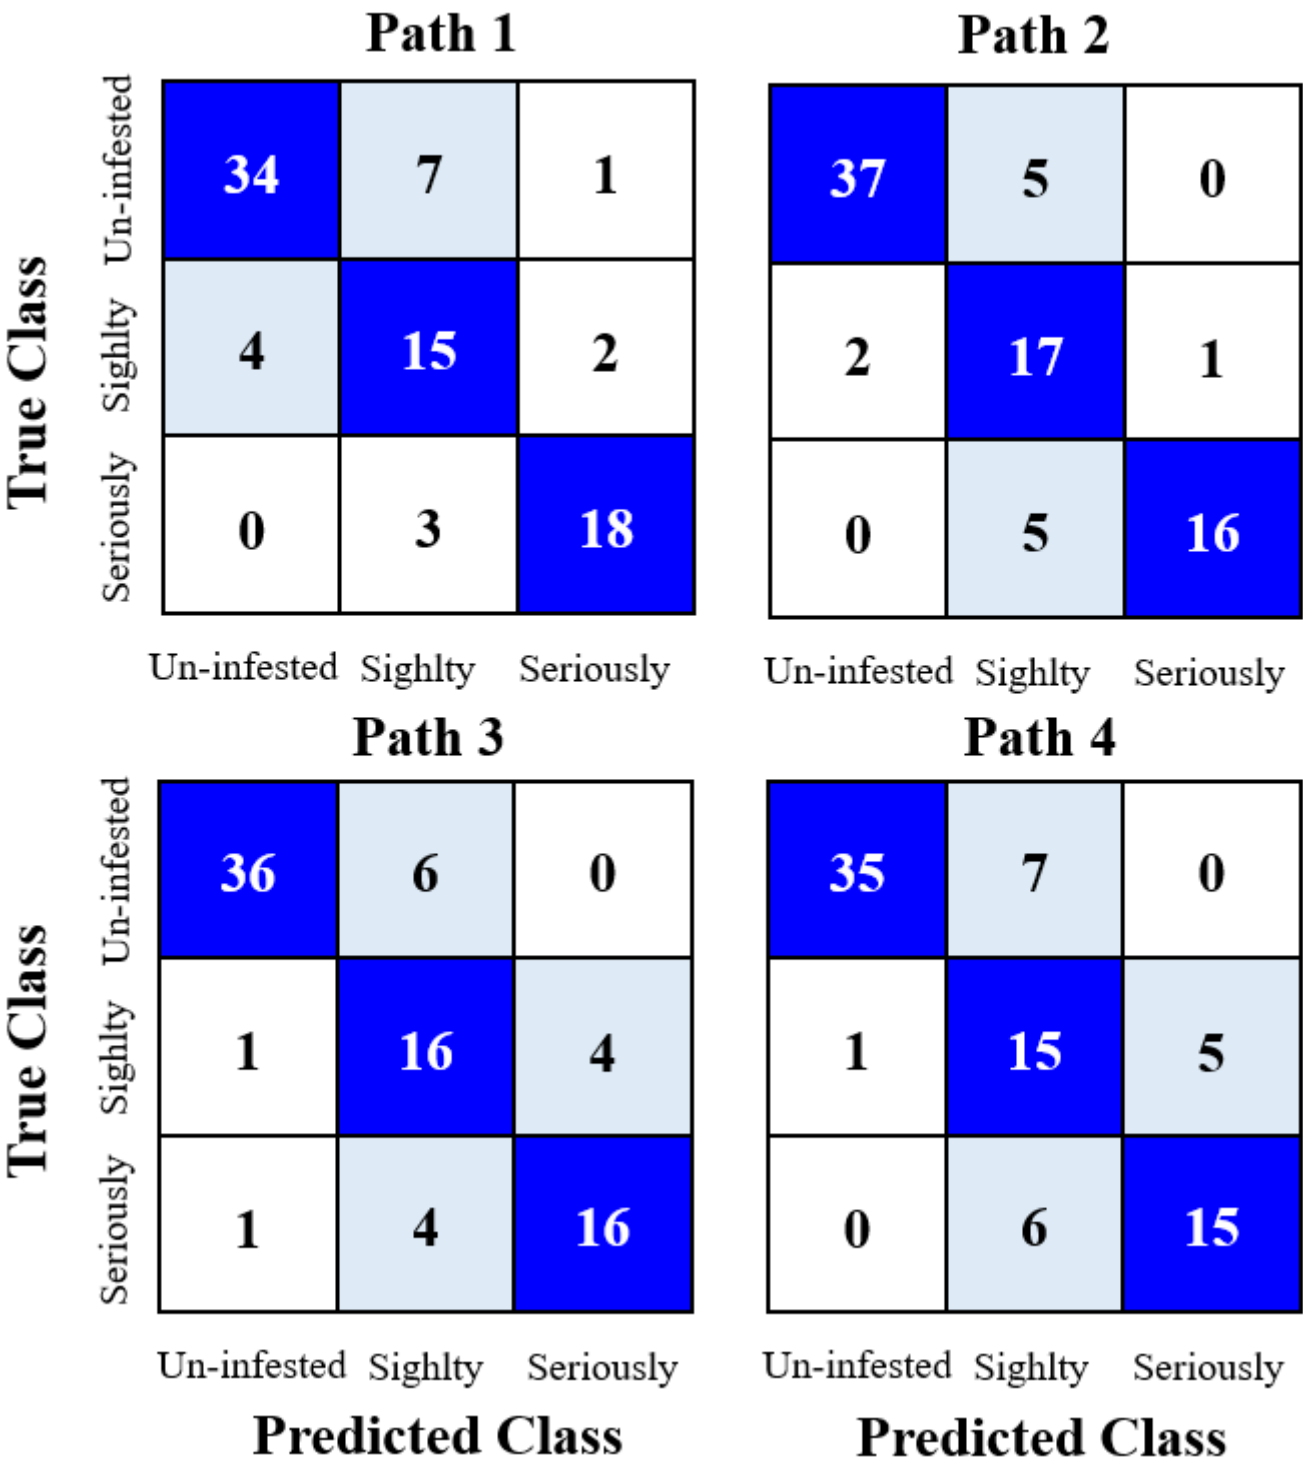 Path 1
Path 2
True Class
Un-infested
34 7 1
37 5 0
Sighlty
4 15 2
2 17 1
Seriously
0 3 18
0 5 16
Un-infested Sighlty Seriously
Un-infested Sighlty Seriously
Path 3
Path 4
True Class
Un-infested
36 6 0
35 7 0
Sighlty
1 16 4
1 15 5
Seriously
1 4 16
0 6 15
Un-infested Sighlty Seriously
Un-infested Sighlty Seriously
Predicted Class
Predicted Class